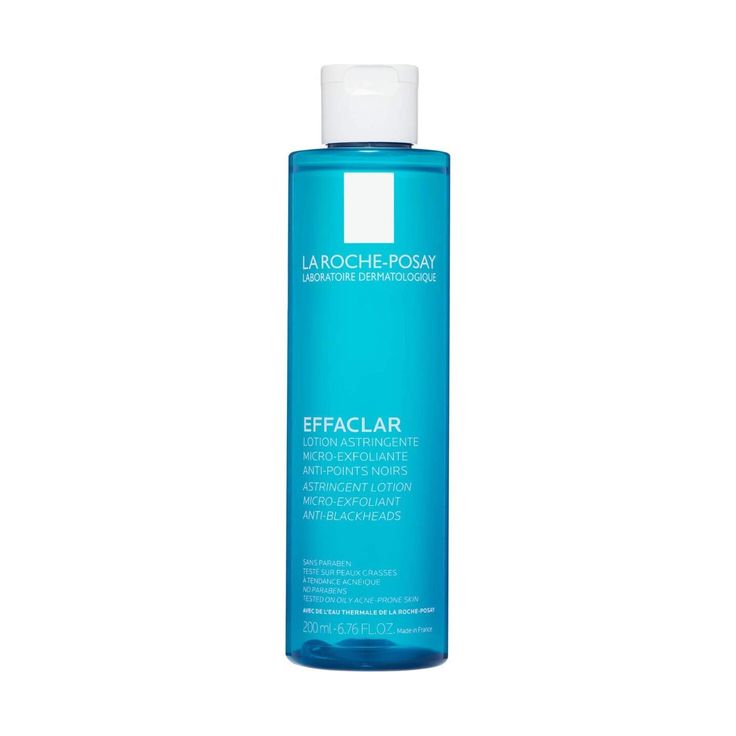 LA ROCHE-POSAY
LABORATOIRE DERMATOLOGIQUE
EFFACLAR
LOTION ASTRINGENTE
MICRO-EXFOLIANTE
ANTI-POINTS NOIRS
ASTRINGENT LOTION
MICRO-EXFOLIANT
ANTI-BLACKHEADS
SANS PARABEN
TESTÉ SUR PEAUX GRASSES
À TENDANCE ACNÉIQUE
NO PARABENS
TESTED ON OILY ACNE-PRONE SKIN
AVEC DE L'EAU THERMALE DE LA ROCHE-POSAY
200 ml - 6.76 FL.OZ. Made in France